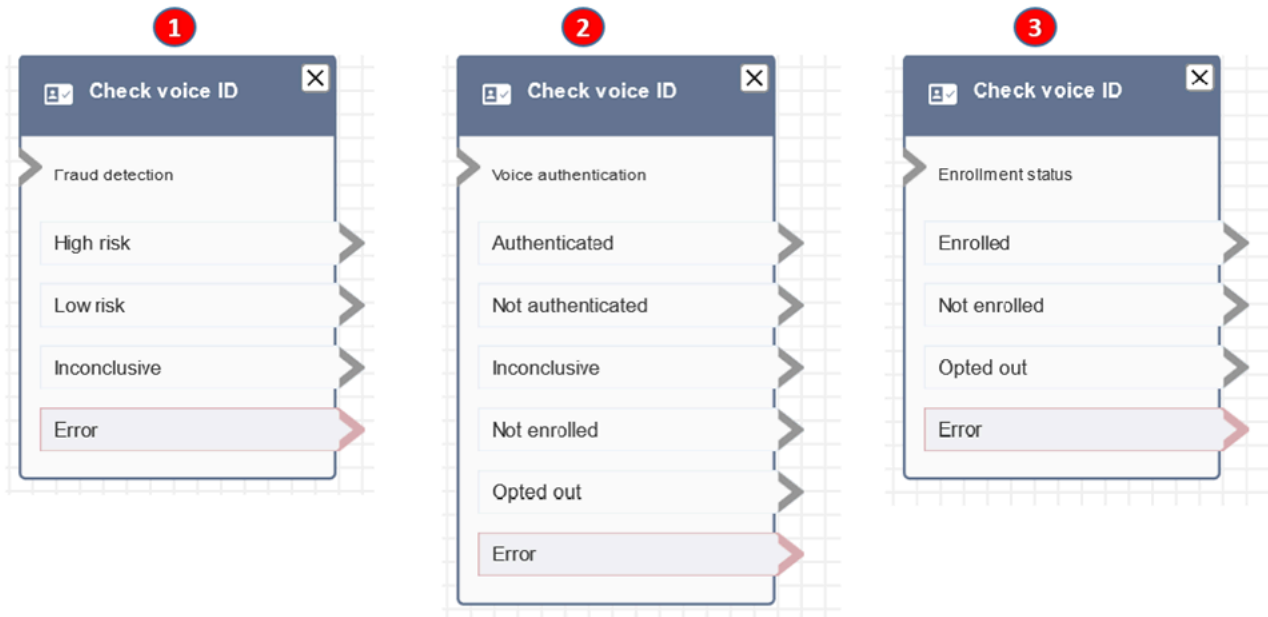 1
Check voice ID
Fraud detection
High risk
Low risk
Inconclusive
Error
2
Check voice ID
Voice authentication
Authenticated
Not authenticated
Inconclusive
Not enrolled
Opted out
Error
3
Check voice ID
Enrollment status
Enrolled
Not enrolled
Opted out
Error